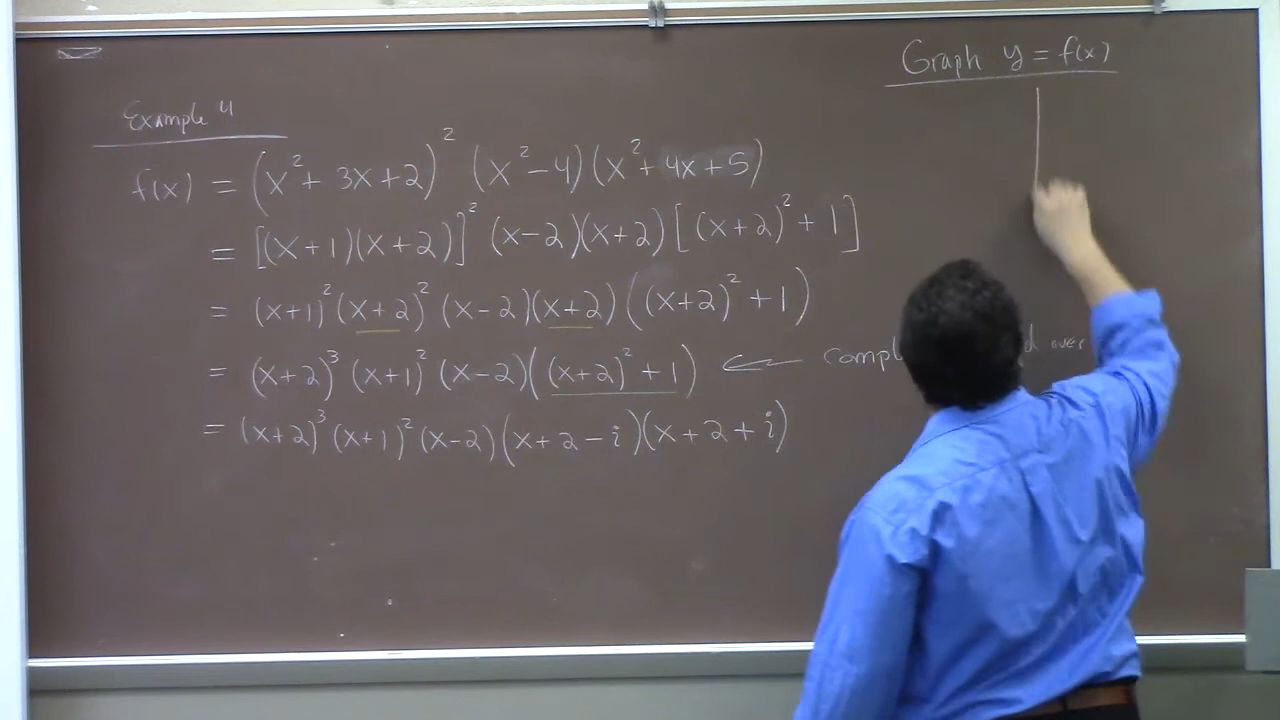 Example 4
f(x) = (x² + 3x + 2)² (x² - 4)(x² + 4x + 5)
= [(x + 1)(x + 2)]² (x - 2)(x + 2)[(x + 2)² + 1]
= (x + 1)² (x + 2)² (x - 2)(x + 2)((x + 2)² + 1)
= (x + 2)³ (x + 1)² (x - 2)((x + 2)² + 1) ← over
= (x + 2)³ (x + 1)² (x - 2)(x + 2 - i)(x + 2 + i)
Graph y = f(x)